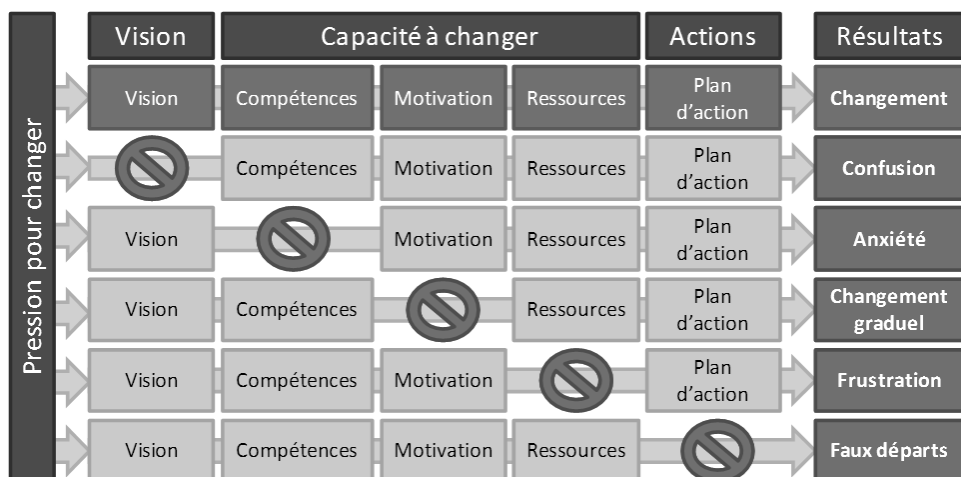 Pression pour changer
Vision Capacité à changer Actions Résultats
Vision Compétences Motivation Ressources Plan d’action Changement
Compétences Motivation Ressources Plan d’action Confusion
Vision Motivation Ressources Plan d’action Anxiété
Vision Compétences Ressources Plan d’action Changement graduel
Vision Compétences Motivation Plan d’action Frustration
Vision Compétences Motivation Ressources Faux départs